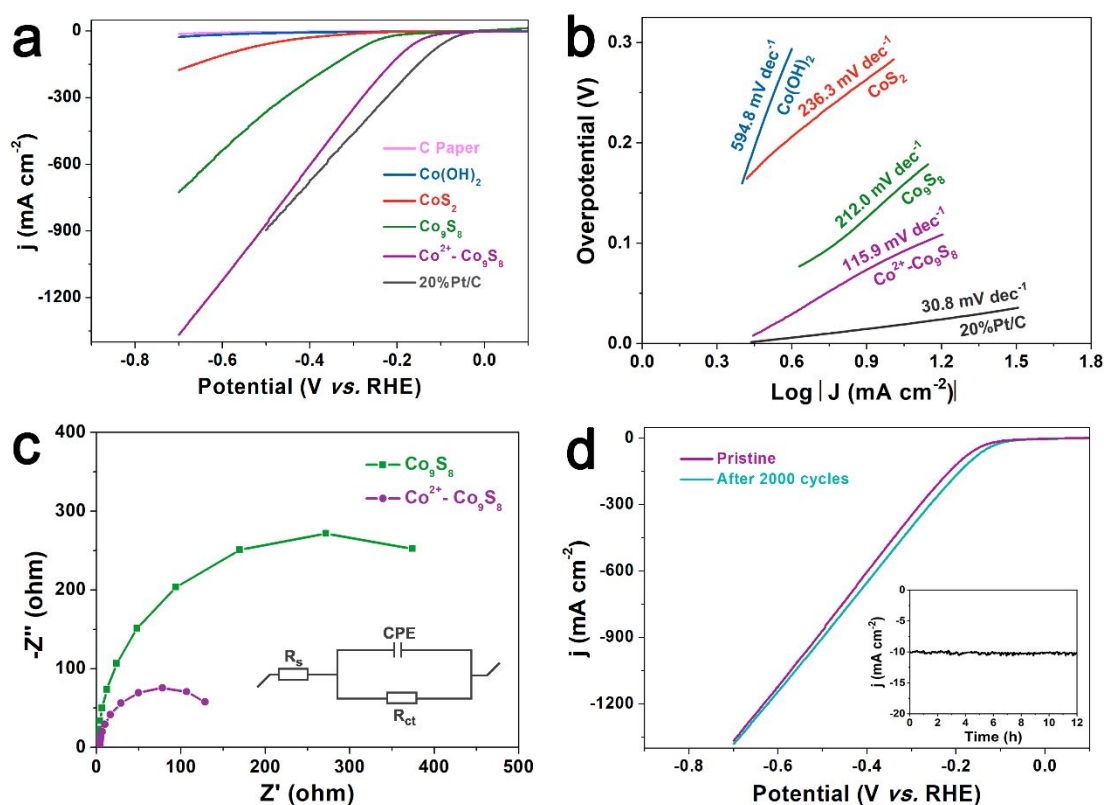 a
0
-300
-600
-900
-1200
j (mA cm⁻²)
C Paper
Co(OH)₂
CoS₂
Co₉S₈
Co²⁺- Co₉S₈
20%Pt/C
-0.8
-0.6
-0.4
-0.2
0.0
Potential (V vs. RHE)
b
0.3
0.2
0.1
0.0
Overpotential (V)
594.8 mV dec⁻¹
Co(OH)₂
236.3 mV dec⁻¹
CoS₂
212.0 mV dec⁻¹
Co₉S₈
115.9 mV dec⁻¹
Co²⁺-Co₉S₈
30.8 mV dec⁻¹
20%Pt/C
0.0
0.3
0.6
0.9
1.2
1.5
1.8
Log | J (mA cm⁻²)|
c
400
300
200
100
0
-Z'' (ohm)
Co₉S₈
Co²⁺- Co₉S₈
CPE
Rₛ
R_ct
0
100
200
300
400
500
Z' (ohm)
d
0
-300
-600
-900
-1200
j (mA cm⁻²)
Pristine
After 2000 cycles
0
-5
-10
-15
-20
j (mA cm⁻²)
0
2
4
6
8
10
12
Time (h)
-0.8
-0.6
-0.4
-0.2
0.0
Potential (V vs. RHE)